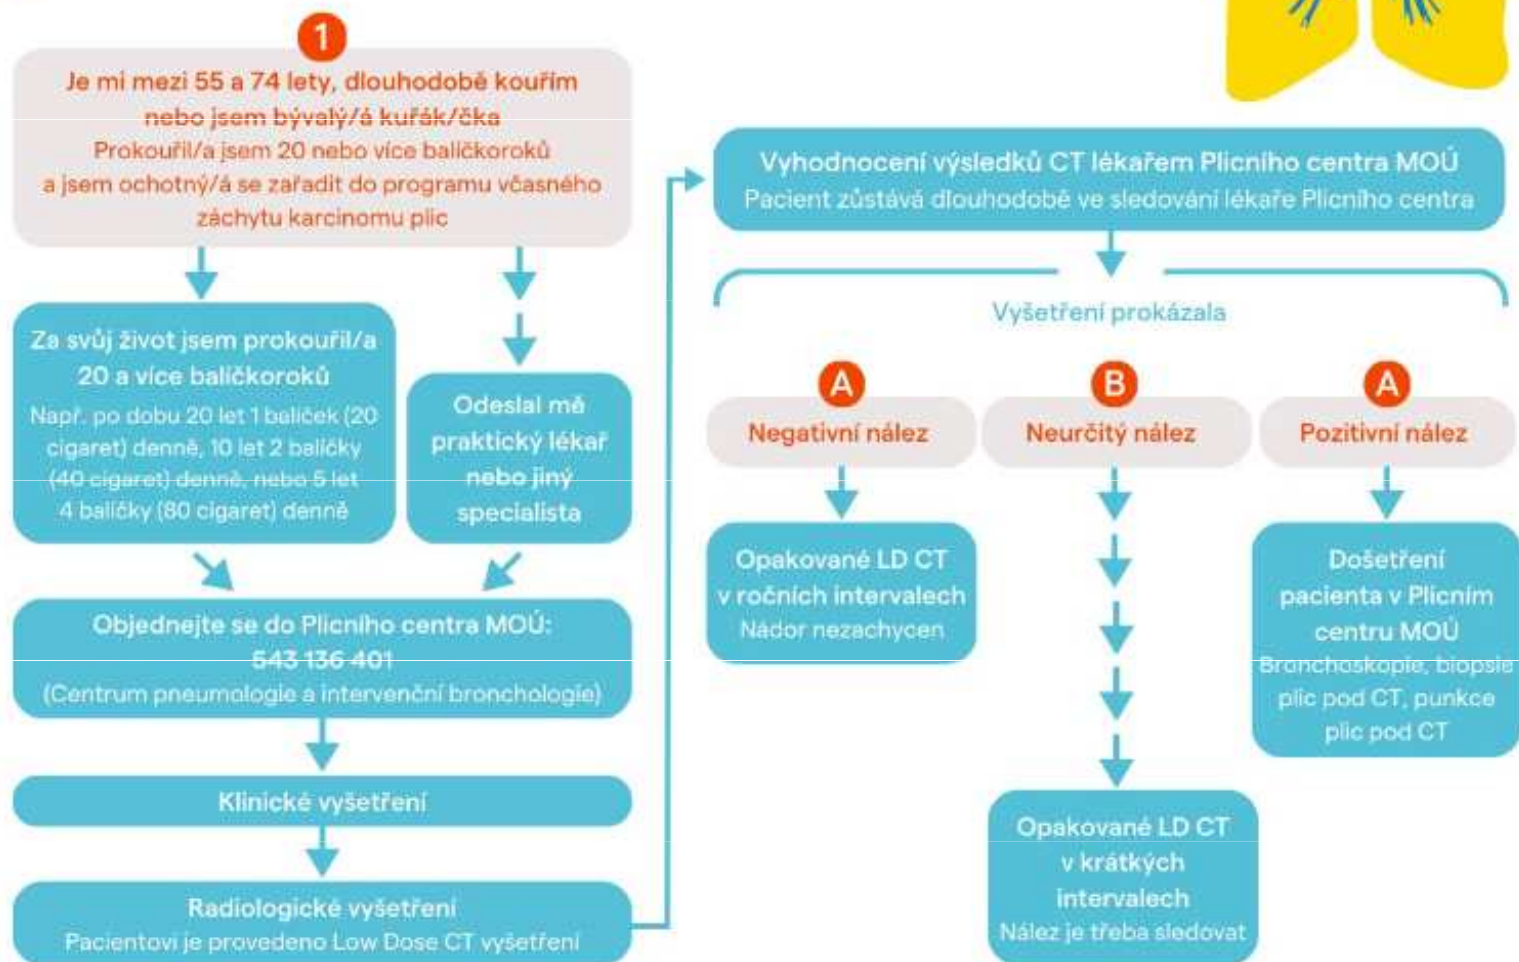 1
Je mi mezi 55 a 74 lety, dlouhodobě kouřím
nebo jsem bývalý/á kuřák/čka
Prokouřil/a jsem 20 nebo více balíčkoroků
a jsem ochotný/á se zařadit do programu včasného
záchytu karcinomu plic
Za svůj život jsem prokouřil/a
20 a více balíčkoroků
Např. po dobu 20 let 1 balíček (20
cigaret) denně, 10 let 2 balíčky
(40 cigaret) denně, nebo 5 let
4 balíčky (80 cigaret) denně
Odeslal mě
praktický lékař
nebo jiný
specialista
Objednejte se do Plicního centra MOÚ:
543 136 401
(Centrum pneumologie a intervenční bronchologie)
Klinické vyšetření
Radiologické vyšetření
Pacientovi je provedeno Low Dose CT vyšetření
Vyhodnocení výsledků CT lékařem Plicního centra MOÚ
Pacient zůstává dlouhodobě ve sledování lékaře Plicního centra
Vyšetření prokázala
A
Negativní nález
Opakované LD CT
v ročních intervalech
Nádor nezachycen
B
Neurčitý nález
Opakované LD CT
v krátkých
intervalech
Nález je třeba sledovat
A
Pozitivní nález
Došetření
pacienta v Plicním
centru MOÚ
Bronchoskopie, biopsie
plic pod CT, punkce
plic pod CT